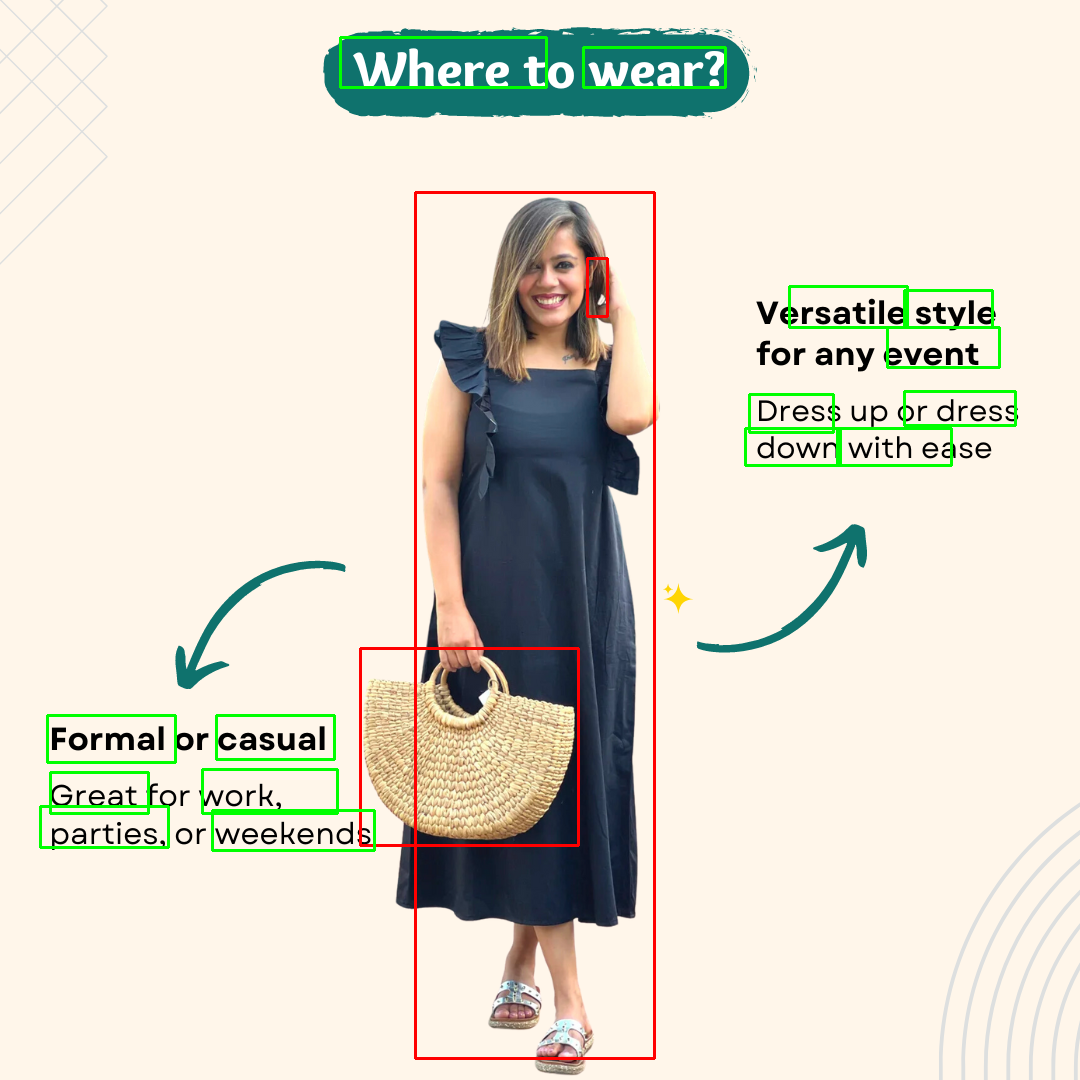 Where to wear?
Versatile style
for any event
Dress up or dress
down with ease
Formal or casual
Great for work,
parties, or weekends